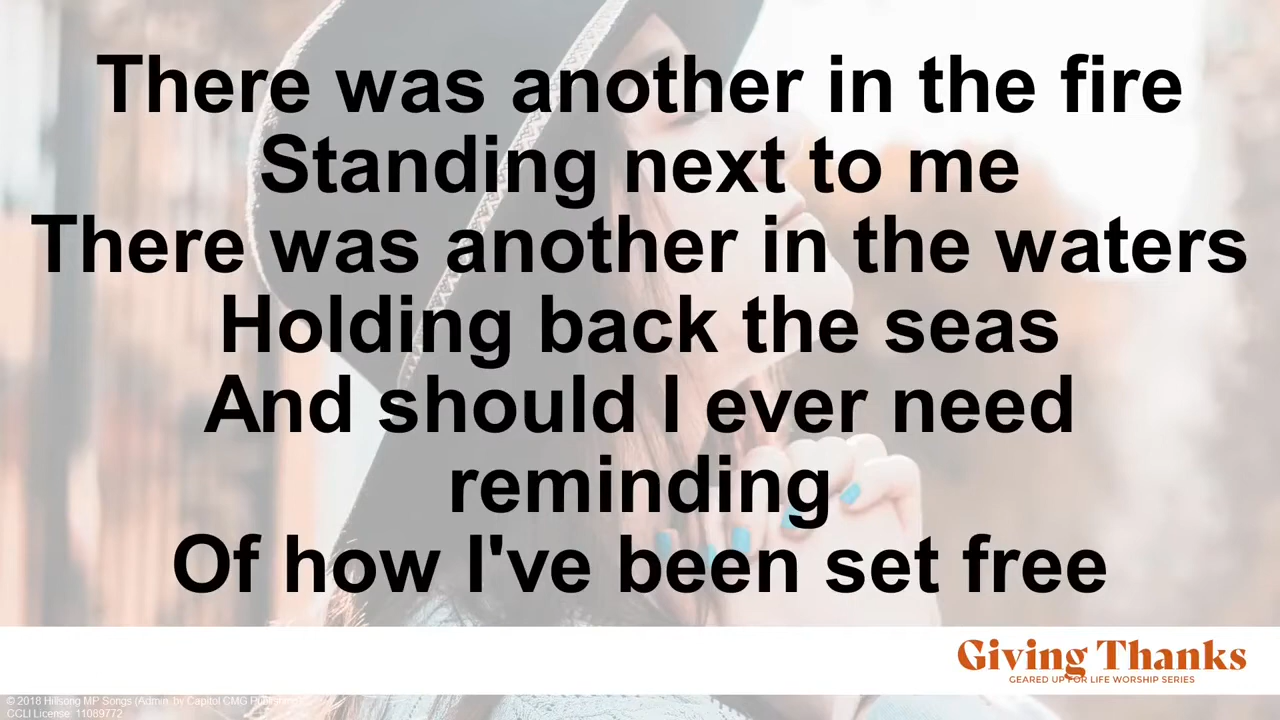 There was another in the fire
Standing next to me
There was another in the waters
Holding back the seas
And should I ever need
reminding
Of how I've been set free
Giving Thanks
GEARED UP FOR LIFE WORSHIP SERIES
© 2018 Hillsong MP Songs (Admin. by Capitol CMG Publishing)
CCLI License: 11089772